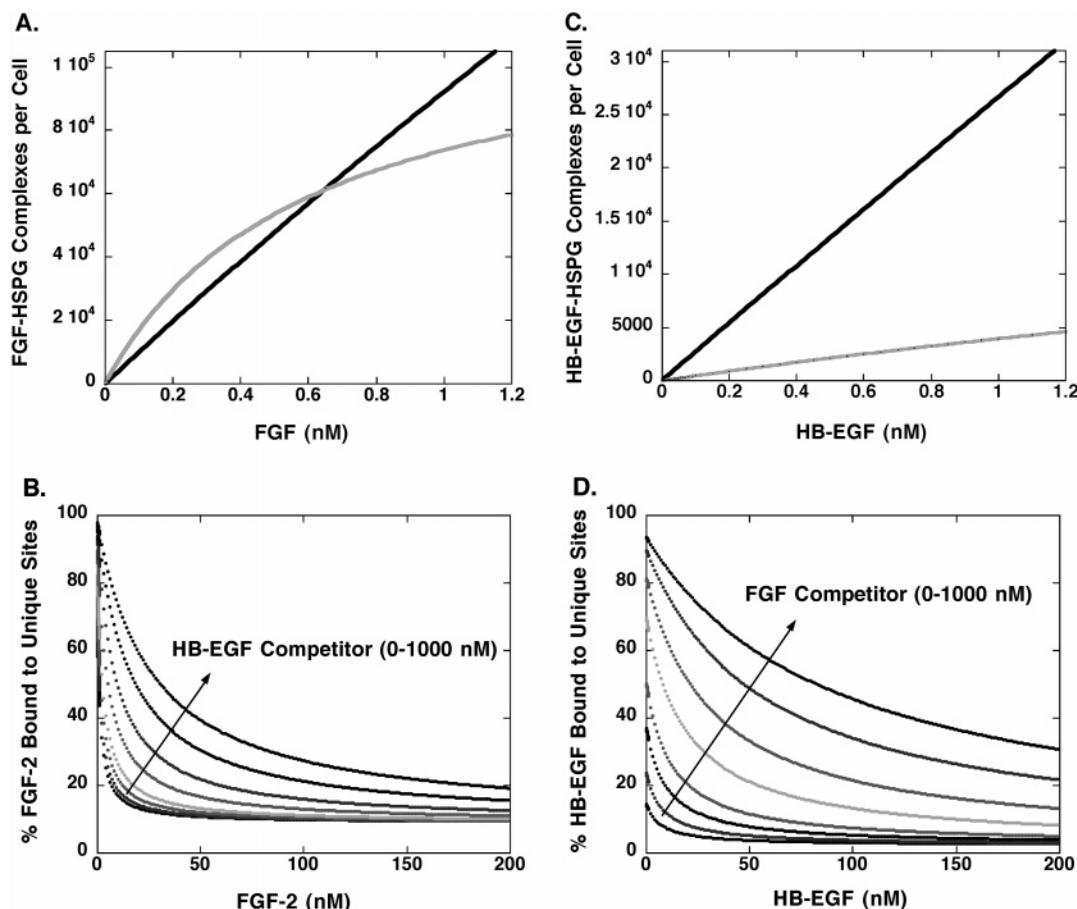 A.
FGF-HSPG Complexes per Cell
1 10^5
8 10^4
6 10^4
4 10^4
2 10^4
0
0 0.2 0.4 0.6 0.8 1 1.2
FGF (nM)
C.
HB-EGF-HSPG Complexes per Cell
3 10^4
2.5 10^4
2 10^4
1.5 10^4
1 10^4
5000
0
0 0.2 0.4 0.6 0.8 1 1.2
HB-EGF (nM)
B.
% FGF-2 Bound to Unique Sites
100
80
60
40
20
0
HB-EGF Competitor (0-1000 nM)
0 50 100 150 200
FGF-2 (nM)
D.
% HB-EGF Bound to Unique Sites
100
80
60
40
20
0
FGF Competitor (0-1000 nM)
0 50 100 150 200
HB-EGF (nM)